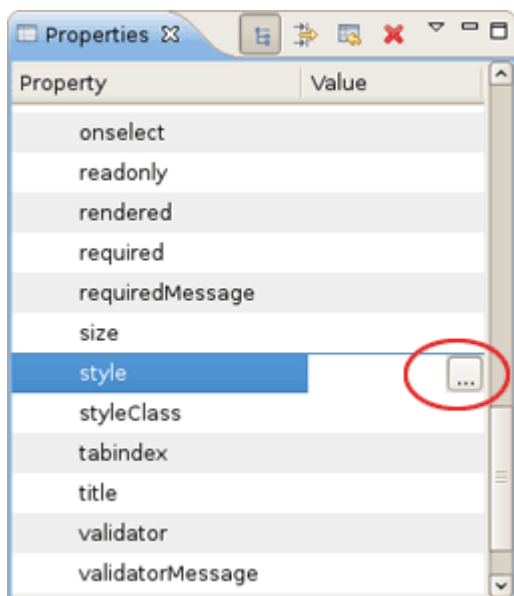 Properties
Property Value
onselect
readonly
rendered
required
requiredMessage
size
style ...
styleClass
tabindex
title
validator
validatorMessage